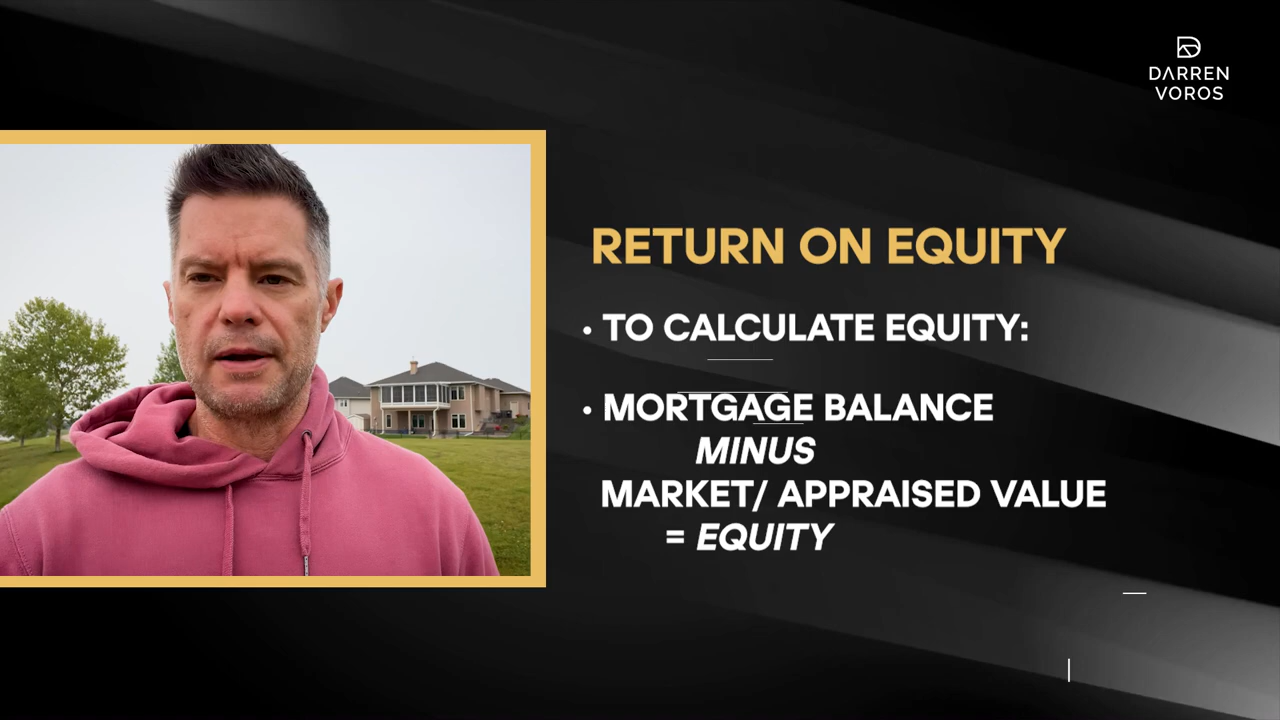 DARREN
VOROS
RETURN ON EQUITY
• TO CALCULATE EQUITY:
• MORTGAGE BALANCE
MINUS
MARKET/ APPRAISED VALUE
= EQUITY